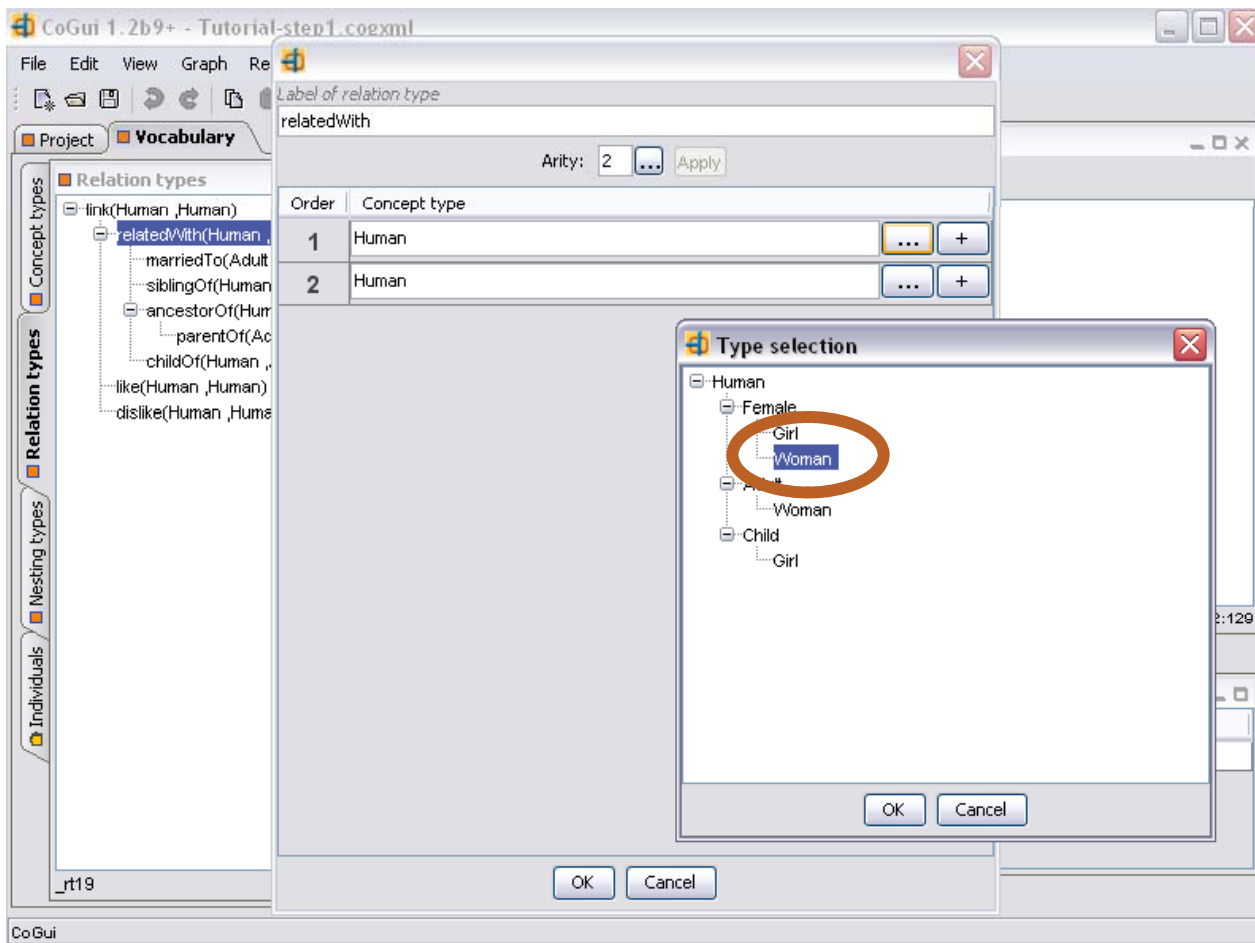 CoGui 1.2b9+ - Tutorial-step1.cogxml
File Edit View Graph Re
Label of relation type
relatedWith
Project Vocabulary
Arity: 2 ... Apply
Relation types
Order Concept type
link(Human ,Human)
relatedWith(Human ,
1 Human ... +
marriedTo(Adult
siblingOf(Human
2 Human ... +
ancestorOf(Hum
parentOf(Ac
childOf(Human ,
like(Human ,Human)
dislike(Human ,Huma
Concept types
Relation types
Nesting types
Individuals
Type selection
Human
Female
Girl
Woman
Adult
Woman
Child
Girl
OK Cancel
2:129
OK Cancel
_rt19
CoGui